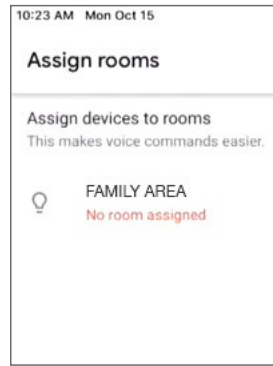 10:23 AM Mon Oct 15
Assign rooms
Assign devices to rooms
This makes voice commands easier.
FAMILY AREA
No room assigned